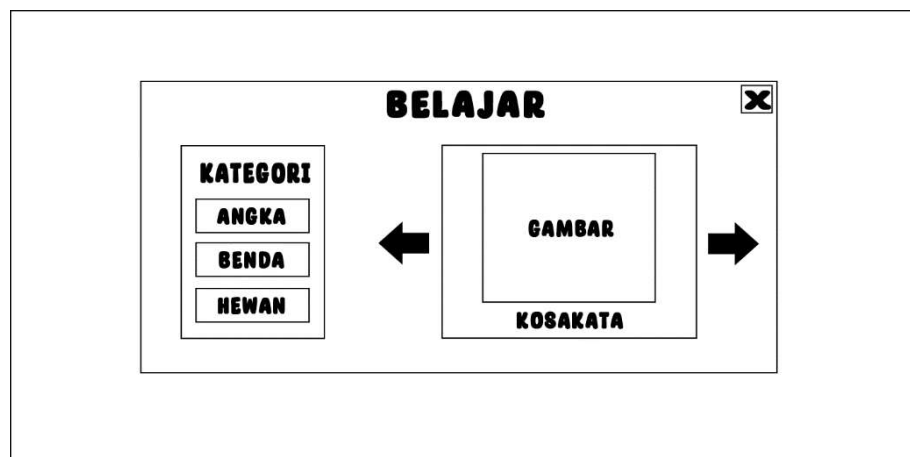 BELAJAR
X
KATEGORI
ANGKA
BENDA
HEWAN
GAMBAR
KOSAKATA